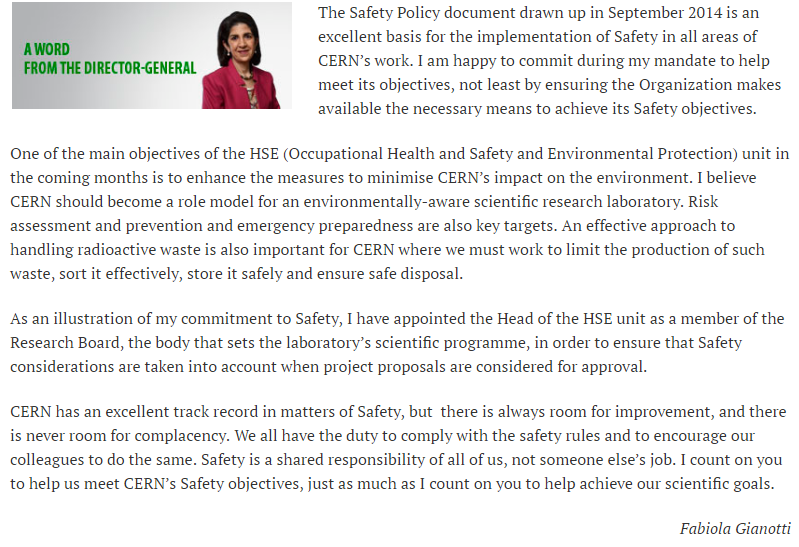 A WORD
FROM THE DIRECTOR-GENERAL
The Safety Policy document drawn up in September 2014 is an
excellent basis for the implementation of Safety in all areas of
CERN’s work. I am happy to commit during my mandate to help
meet its objectives, not least by ensuring the Organization makes
available the necessary means to achieve its Safety objectives.
One of the main objectives of the HSE (Occupational Health and Safety and Environmental Protection) unit in
the coming months is to enhance the measures to minimise CERN’s impact on the environment. I believe
CERN should become a role model for an environmentally-aware scientific research laboratory. Risk
assessment and prevention and emergency preparedness are also key targets. An effective approach to
handling radioactive waste is also important for CERN where we must work to limit the production of such
waste, sort it effectively, store it safely and ensure safe disposal.
As an illustration of my commitment to Safety, I have appointed the Head of the HSE unit as a member of the
Research Board, the body that sets the laboratory’s scientific programme, in order to ensure that Safety
considerations are taken into account when project proposals are considered for approval.
CERN has an excellent track record in matters of Safety, but  there is always room for improvement, and there
is never room for complacency. We all have the duty to comply with the safety rules and to encourage our
colleagues to do the same. Safety is a shared responsibility of all of us, not someone else’s job. I count on you
to help us meet CERN’s Safety objectives, just as much as I count on you to help achieve our scientific goals.
Fabiola Gianotti